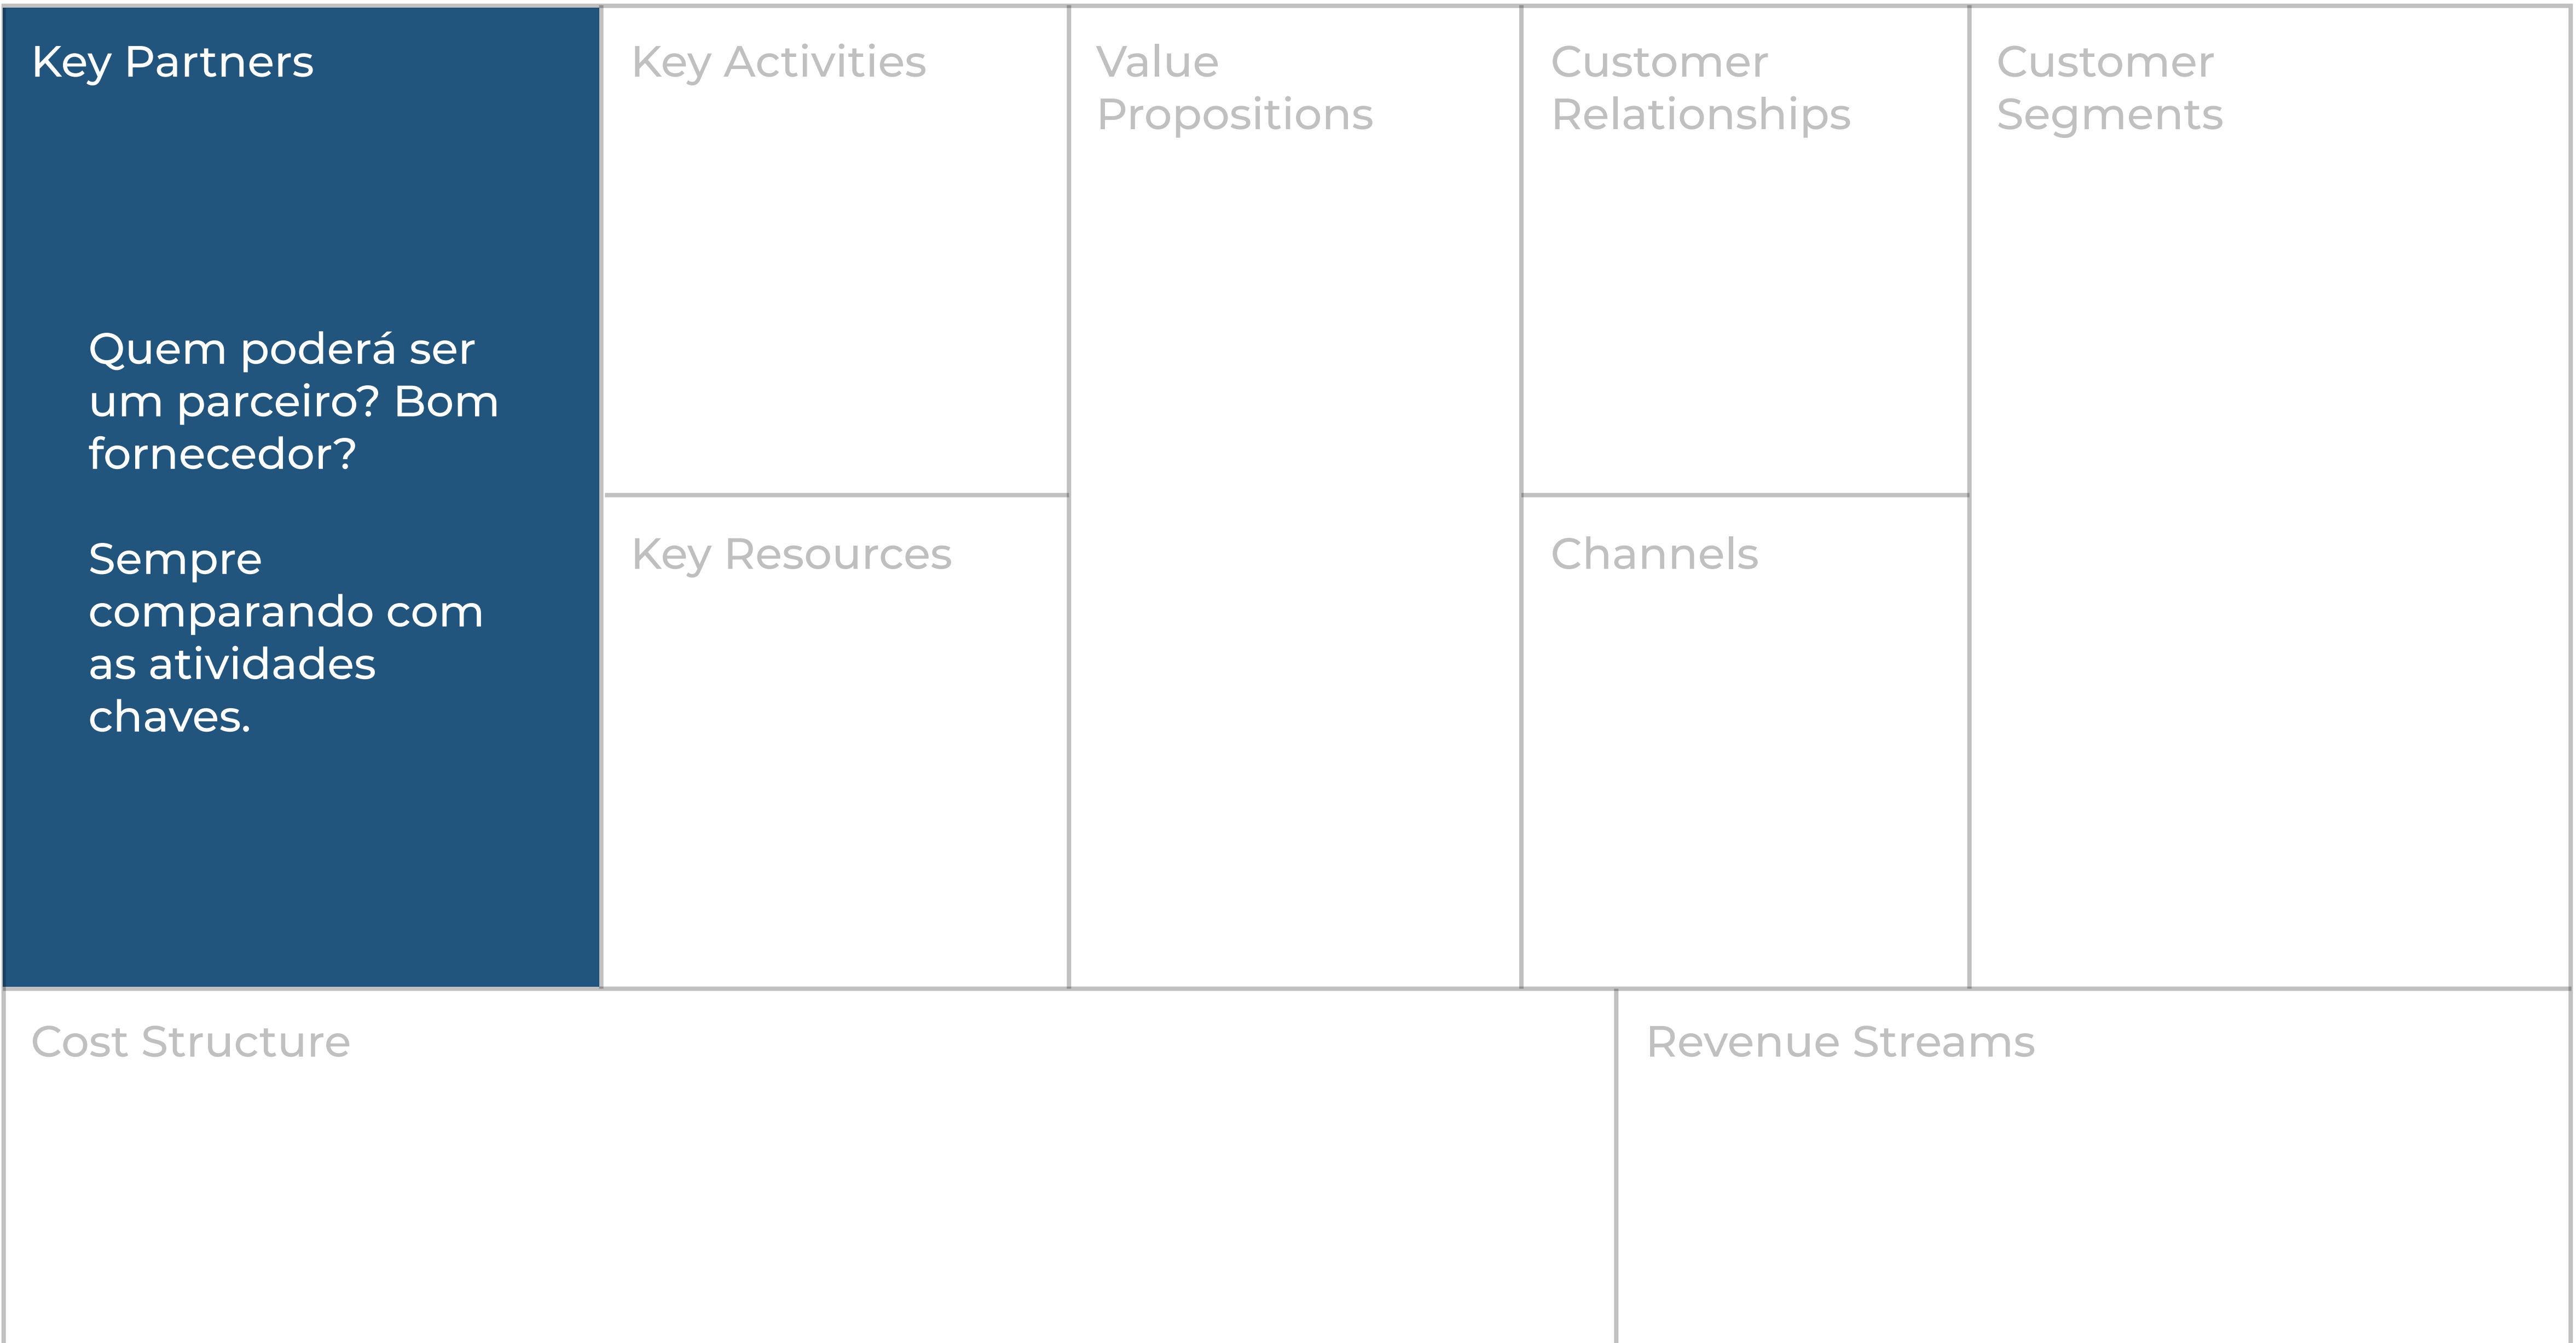 Key Partners
Quem poderá ser
um parceiro? Bom
fornecedor?
Sempre
comparando com
as atividades
chaves.
Key Activities
Key Resources
Value
Propositions
Customer
Relationships
Channels
Customer
Segments
Cost Structure
Revenue Streams